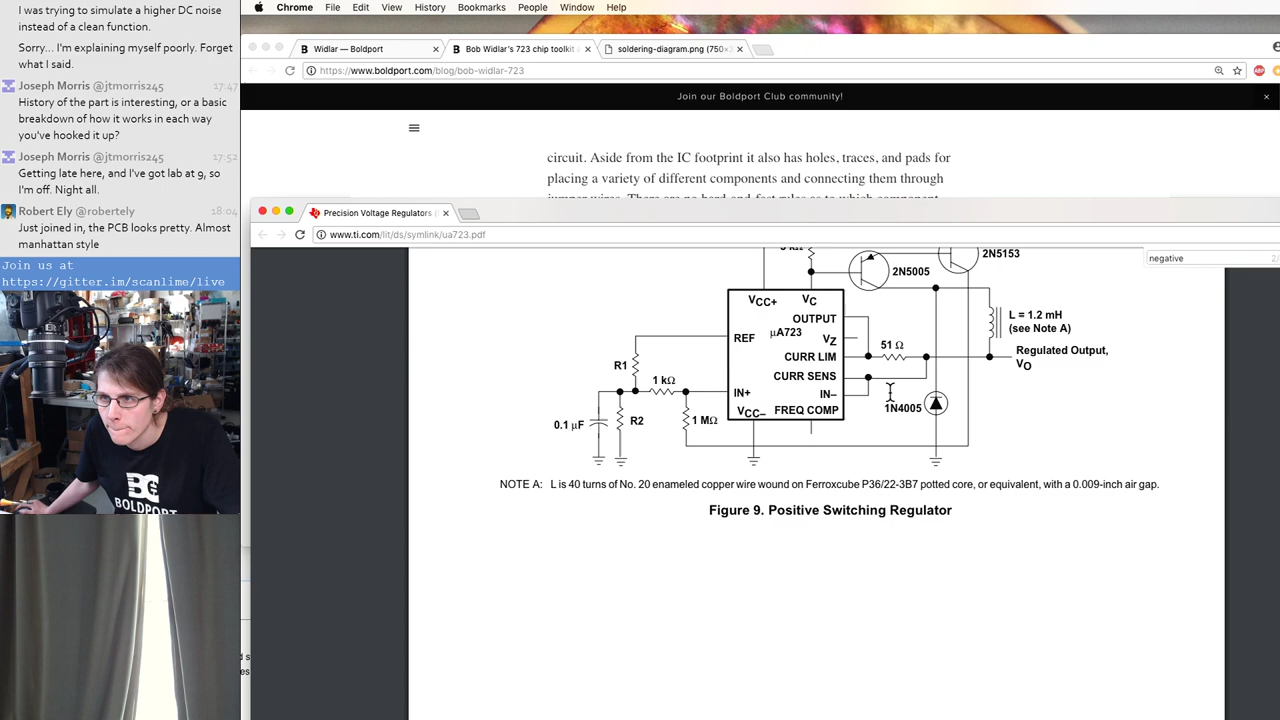 I was trying to simulate a higher DC noise
instead of a clean function.
Sorry... I'm explaining myself poorly. Forget
what I said.
Joseph Morris @jtmorris245 17:47
History of the part is interesting, or a basic
breakdown of how it works in each way
you've hooked it up?
Joseph Morris @jtmorris245 17:52
Getting late here, and I've got lab at 9, so
I'm off. Night all.
Robert Ely @robertely 18:04
Just joined in, the PCB looks pretty. Almost
manhattan style
Join us at
https://gitter.im/scanlime/live
BOLDPORT
Chrome File Edit View History Bookmarks People Window Help
Widlar — Boldport
Bob Widlar's 723 chip toolkit
soldering-diagram.png (750×
https://www.boldport.com/blog/bob-widlar-723
Join our Boldport Club community!
circuit. Aside from the IC footprint it also has holes, traces, and pads for
placing a variety of different components and connecting them through
Precision Voltage Regulators
www.ti.com/lit/ds/symlink/ua723.pdf
negative
2N5153
2N5005
VCC+ VC
OUTPUT
μA723
VZ
REF
CURR LIM
CURR SENS
IN+
IN–
VCC– FREQ COMP
R1
1 kΩ
R2
1 MΩ
0.1 μF
51 Ω
1N4005
L = 1.2 mH
(see Note A)
Regulated Output,
VO
NOTE A: L is 40 turns of No. 20 enameled copper wire wound on Ferroxcube P36/22-3B7 potted core, or equivalent, with a 0.009-inch air gap.
Figure 9. Positive Switching Regulator